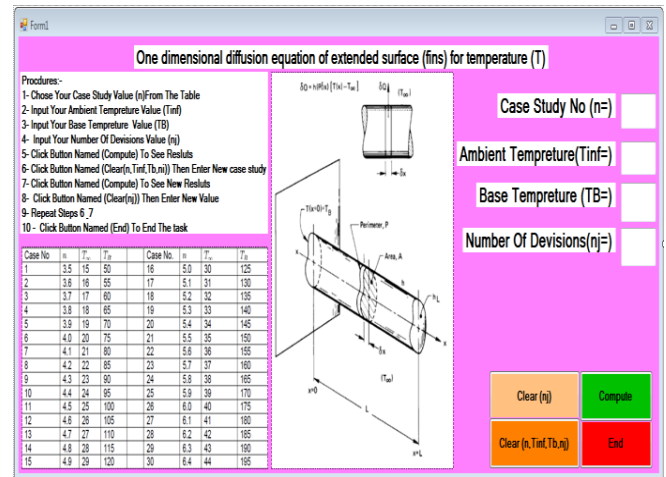 Form1
One dimensional diffusion equation of extended surface (fins) for temperature (T)
Procdures:-
1- Chose Your Case Study Value (n)From The Table
2- Input Your Ambient Tempreture Value (Tinf)
3- Input Your Base Tempreture Value (TB)
4- Input Your Number Of Devisions Value (nj)
5- Click Button Named (Compute) To See Resluts
6- Click Button Named (Clear(n,Tinf,Tb,nj)) Then Enter New case study
7- Click Button Named (Compute) To See New Resluts
8- Click Button Named (Clear(nj)) Then Enter New Value
9- Repeat Steps 6_7
10 - Click Button Named (End) To End The task
Case No n T∞ TB Case No. n T∞ TB
1 3.5 15 50 16 5.0 30 125
2 3.6 16 55 17 5.1 31 130
3 3.7 17 60 18 5.2 32 135
4 3.8 18 65 19 5.3 33 140
5 3.9 19 70 20 5.4 34 145
6 4.0 20 75 21 5.5 35 150
7 4.1 21 80 22 5.6 36 155
8 4.2 22 85 23 5.7 37 160
9 4.3 23 90 24 5.8 38 165
10 4.4 24 95 25 5.9 39 170
11 4.5 25 100 26 6.0 40 175
12 4.6 26 105 27 6.1 41 180
13 4.7 27 110 28 6.2 42 185
14 4.8 28 115 29 6.3 43 190
15 4.9 29 120 30 6.4 44 195
δQ (T∞)
δx
T(x=0)=TB
Perimeter, P
Area, A
h
hL
x
δx
(T∞)
x=0
L
x=L
Case Study No (n=)
Ambient Tempreture(Tinf=)
Base Tempreture (TB=)
Number Of Devisions(nj=)
Clear (nj)
Compute
Clear (n,Tinf,Tb,nj)
End